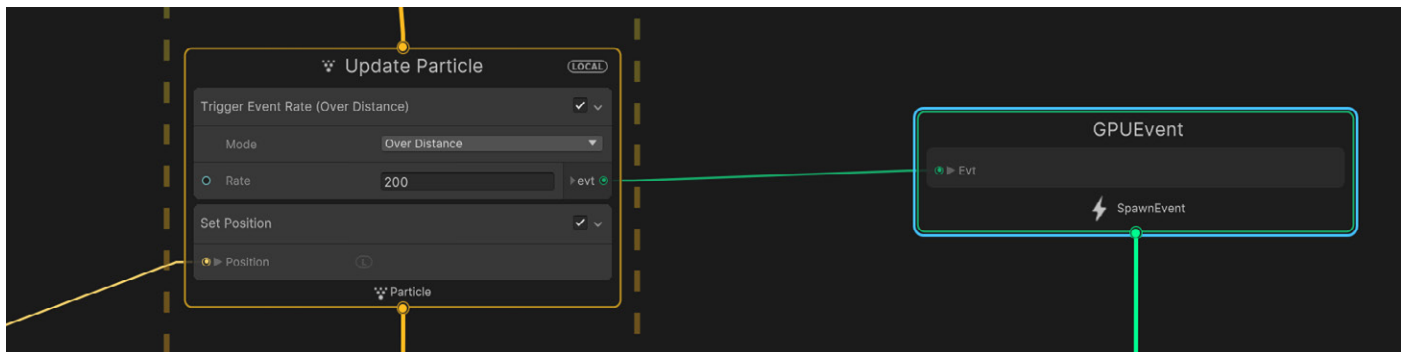 Update Particle
LOCAL
Trigger Event Rate (Over Distance)
Mode
Over Distance
Rate
200
evt
Set Position
Position
L
Particle
GPUEvent
Evt
SpawnEvent